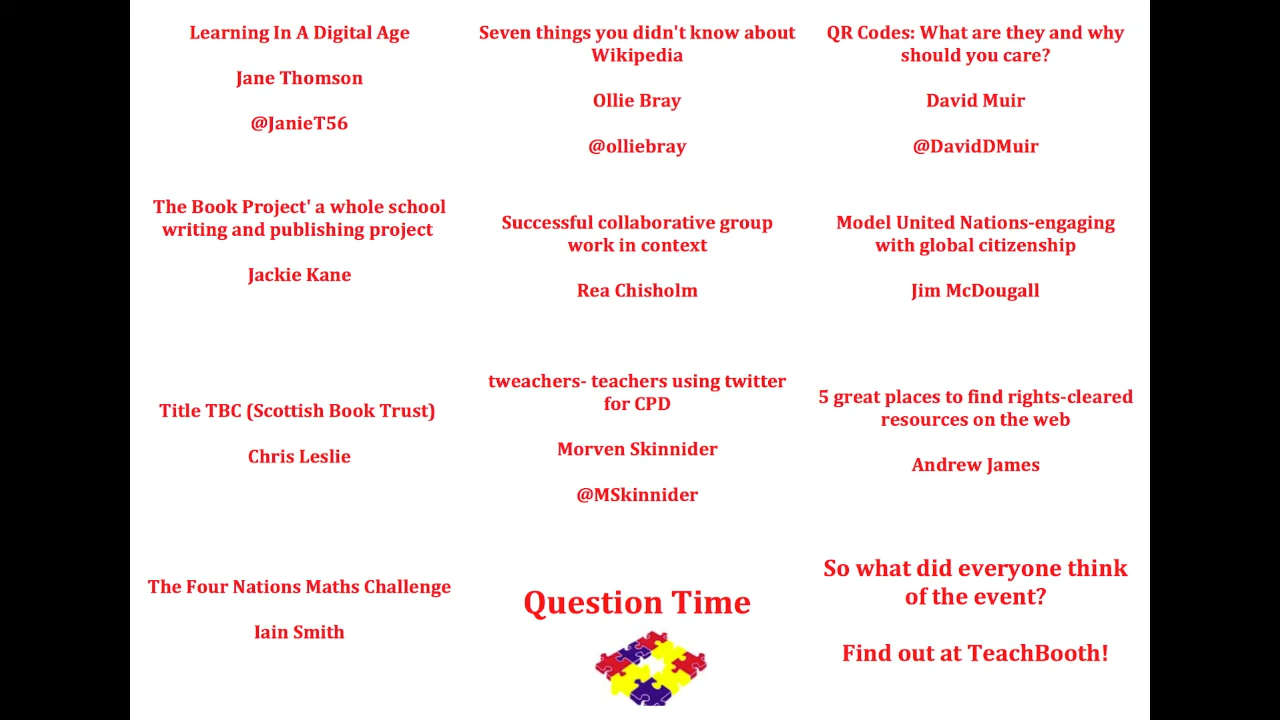 Learning In A Digital Age
Jane Thomson
@JanieT56
Seven things you didn't know about
Wikipedia
Ollie Bray
@olliebray
QR Codes: What are they and why
should you care?
David Muir
@DavidDMuir
The Book Project' a whole school
writing and publishing project
Jackie Kane
Successful collaborative group
work in context
Rea Chisholm
Model United Nations-engaging
with global citizenship
Jim McDougall
Title TBC (Scottish Book Trust)
Chris Leslie
tweachers- teachers using twitter
for CPD
Morven Skinnider
@MSkinnider
5 great places to find rights-cleared
resources on the web
Andrew James
The Four Nations Maths Challenge
Iain Smith
Question Time
So what did everyone think
of the event?
Find out at TeachBooth!